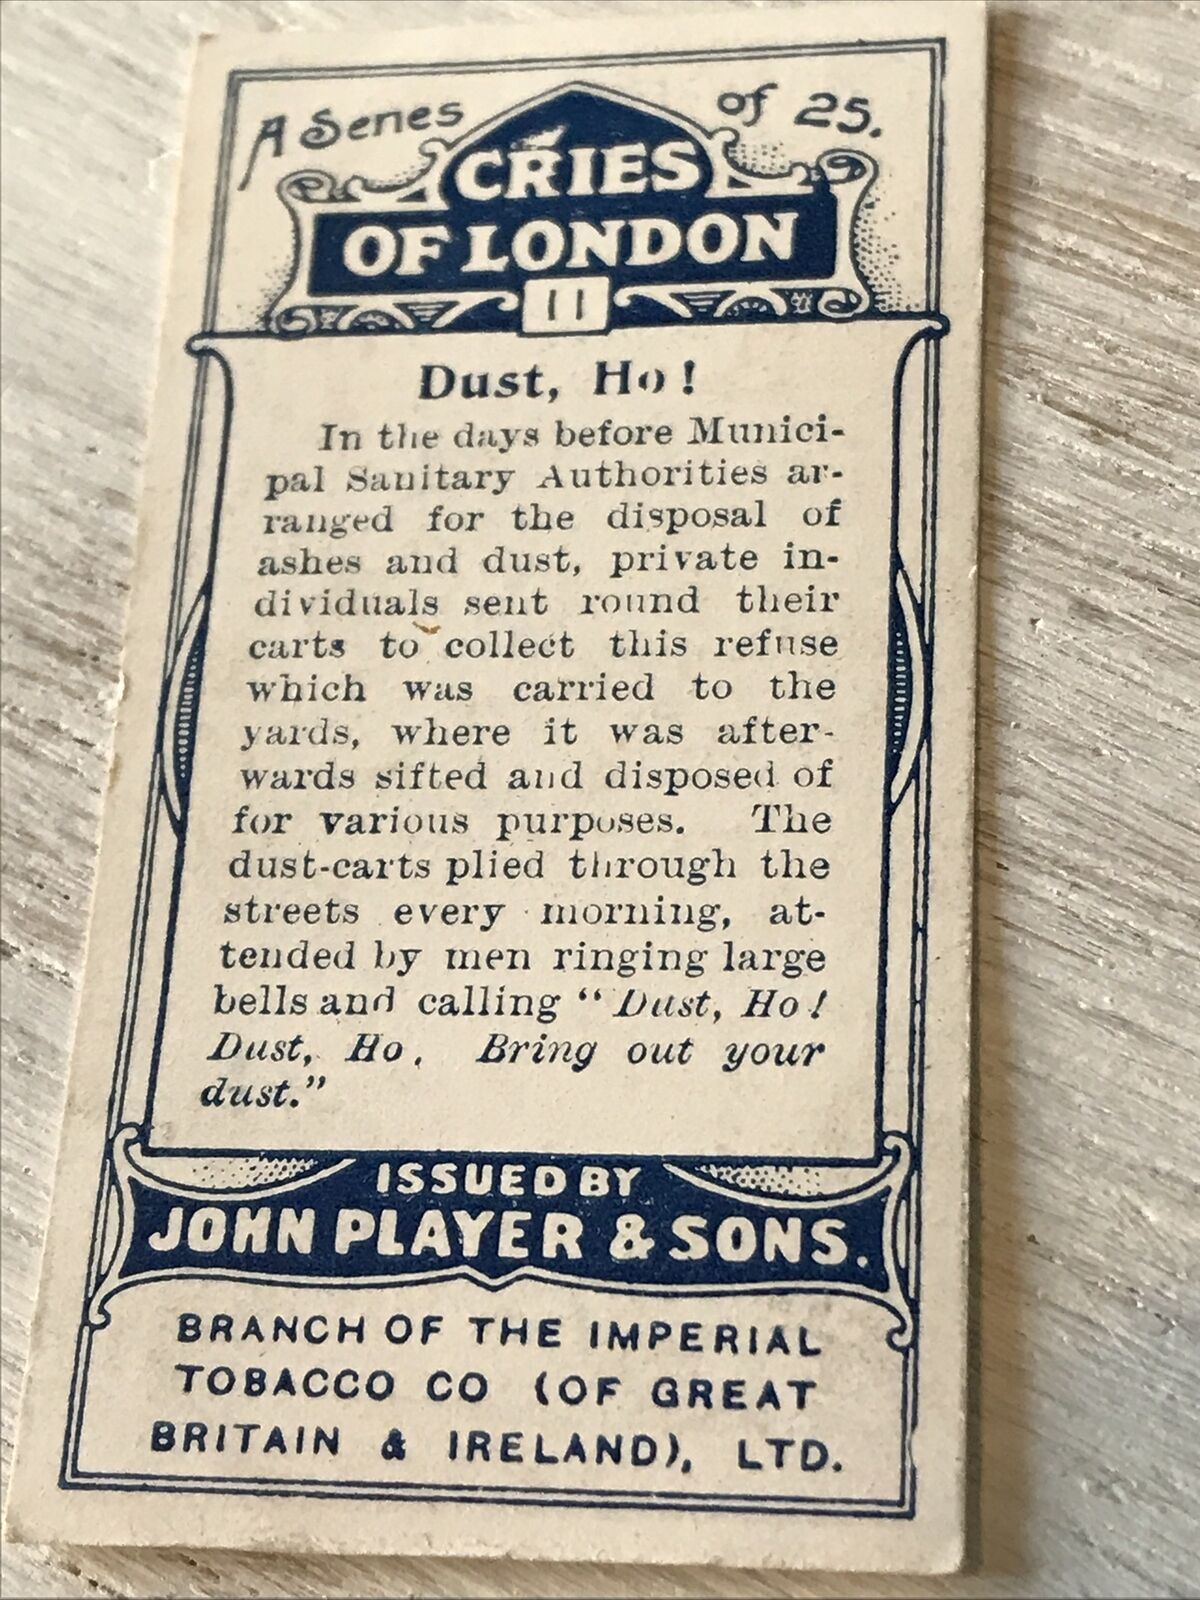 A Series of 25.
CRIES
OF LONDON
11
Dust, Ho!
In the days before Munici-
pal Sanitary Authorities ar-
ranged for the disposal of
ashes and dust, private in-
dividuals sent round their
carts to collect this refuse
which was carried to the
yards, where it was after-
wards sifted and disposed of
for various purposes. The
dust-carts plied through the
streets every morning, at-
tended by men ringing large
bells and calling “Dust, Ho!
Dust, Ho. Bring out your
dust.”
ISSUED BY
JOHN PLAYER & SONS.
BRANCH OF THE IMPERIAL
TOBACCO CO (OF GREAT
BRITAIN & IRELAND), LTD.